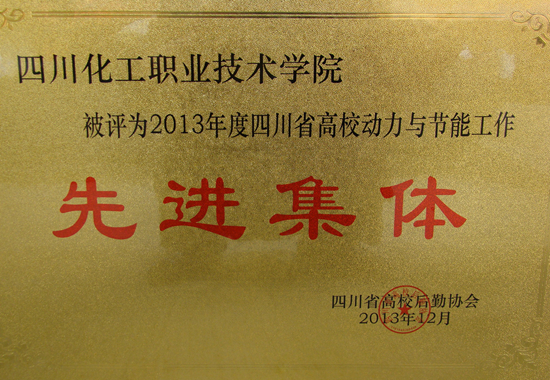 四川化工职业技术学院
被评为2013年度四川省高校动力与节能工作
先进集体
四川省高校后勤协会
2013年12月